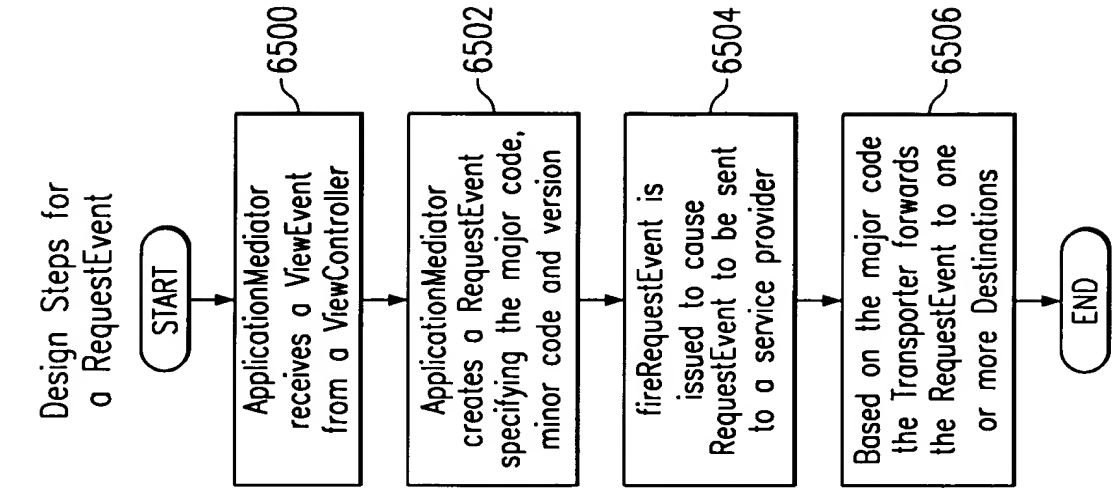 Design Steps for
a RequestEvent
START
ApplicationMediator
receives a ViewEvent
from a ViewController
6500
ApplicationMediator
creates a RequestEvent
specifying the major code,
minor code and version
6502
fireRequestEvent is
issued to cause
RequestEvent to be sent
to a service provider
6504
Based on the major code
the Transporter forwards
the RequestEvent to one
or more Destinations
6506
END